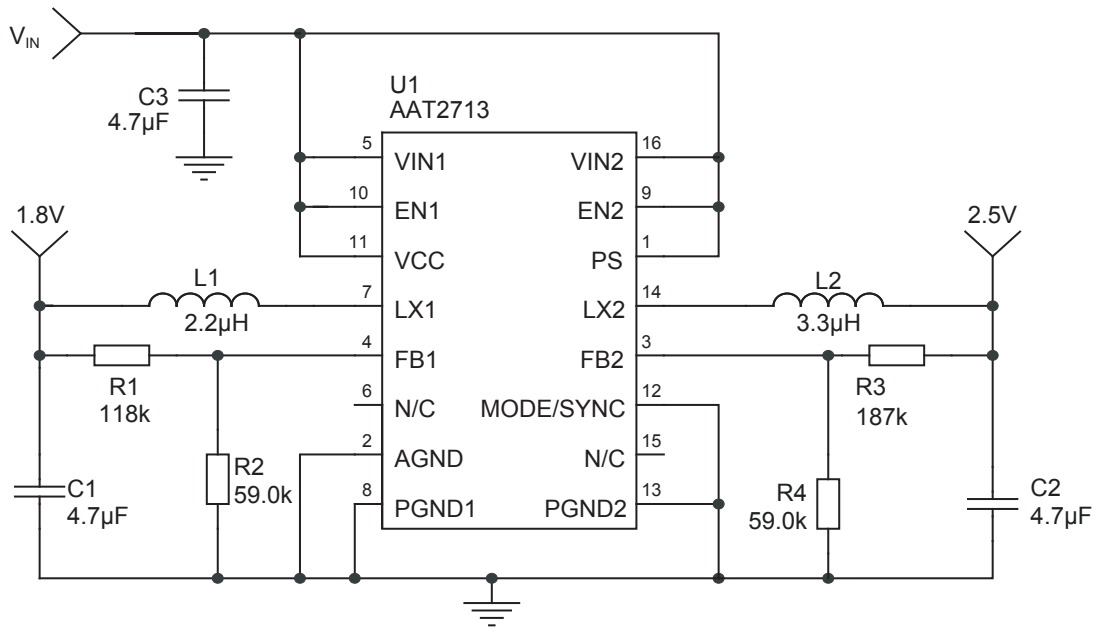 V_IN
C3
4.7µF
U1
AAT2713
5
VIN1
VIN2
16
10
EN1
EN2
9
11
VCC
PS
1
1.8V
2.5V
L1
2.2µH
7
LX1
LX2
14
L2
3.3µH
4
FB1
FB2
3
R1
118k
R3
187k
6
N/C
MODE/SYNC
12
2
AGND
N/C
15
8
PGND1
PGND2
13
R2
59.0k
R4
59.0k
C1
4.7µF
C2
4.7µF